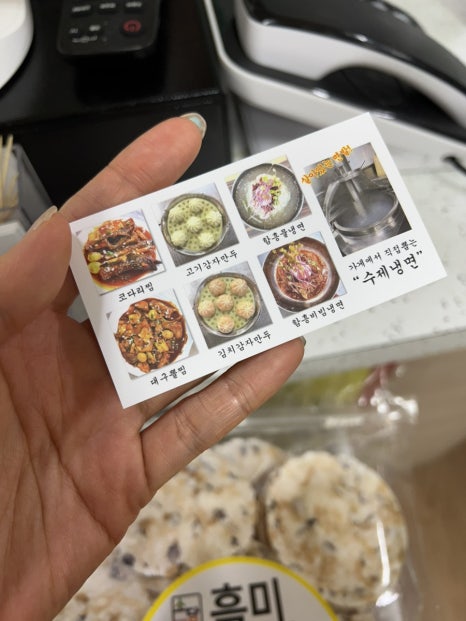 코다리찜
고기감자만두
함흥물냉면
대구뽈찜
김치감자만두
함흥비빔냉면
가게에서 직접뽑는
“수제냉면”
흑미